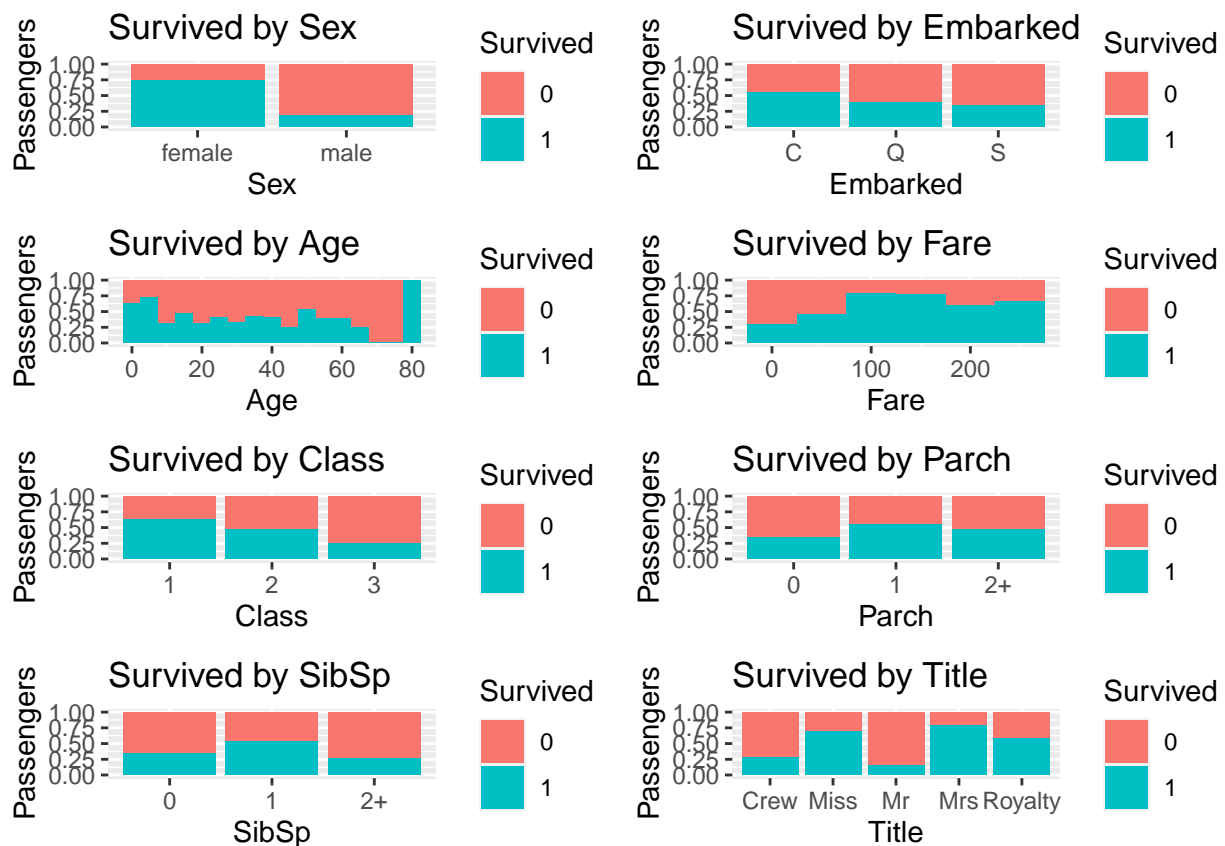 Survived by Sex
Passengers
1.00
0.75
0.50
0.25
0.00
female male
Sex
Survived
0
1
Survived by Embarked
Passengers
1.00
0.75
0.50
0.25
0.00
C Q S
Embarked
Survived
0
1
Survived by Age
Passengers
1.00
0.75
0.50
0.25
0.00
0 20 40 60 80
Age
Survived
0
1
Survived by Fare
Passengers
1.00
0.75
0.50
0.25
0.00
0 100 200
Fare
Survived
0
1
Survived by Class
Passengers
1.00
0.75
0.50
0.25
0.00
1 2 3
Class
Survived
0
1
Survived by Parch
Passengers
1.00
0.75
0.50
0.25
0.00
0 1 2+
Parch
Survived
0
1
Survived by SibSp
Passengers
1.00
0.75
0.50
0.25
0.00
0 1 2+
SibSp
Survived
0
1
Survived by Title
Passengers
1.00
0.75
0.50
0.25
0.00
Crew Miss Mr Mrs Royalty
Title
Survived
0
1